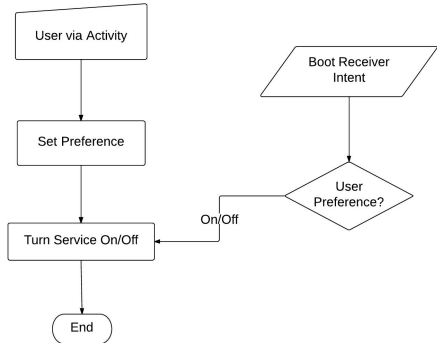 User via Activity
Boot Receiver
Intent
Set Preference
User
Preference?
On/Off
Turn Service On/Off
End